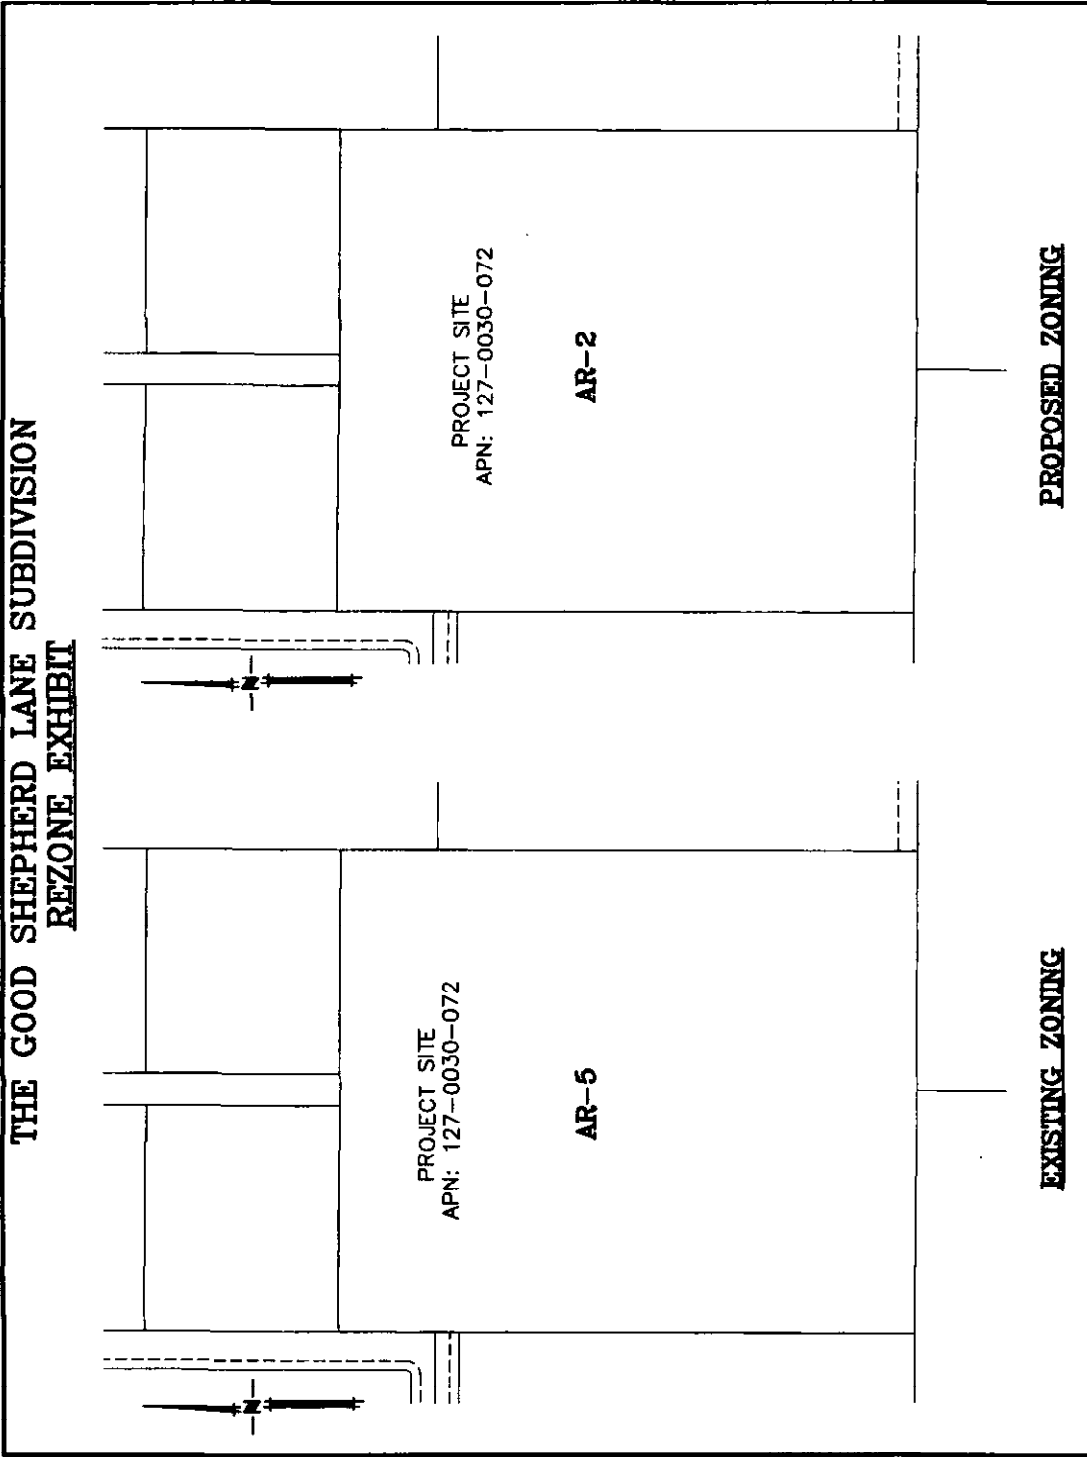 THE GOOD SHEPHERD LANE SUBDIVISION
REZONE EXHIBIT
N
PROJECT SITE
APN: 127-0030-072
AR-5
EXISTING ZONING
N
PROJECT SITE
APN: 127-0030-072
AR-2
PROPOSED ZONING